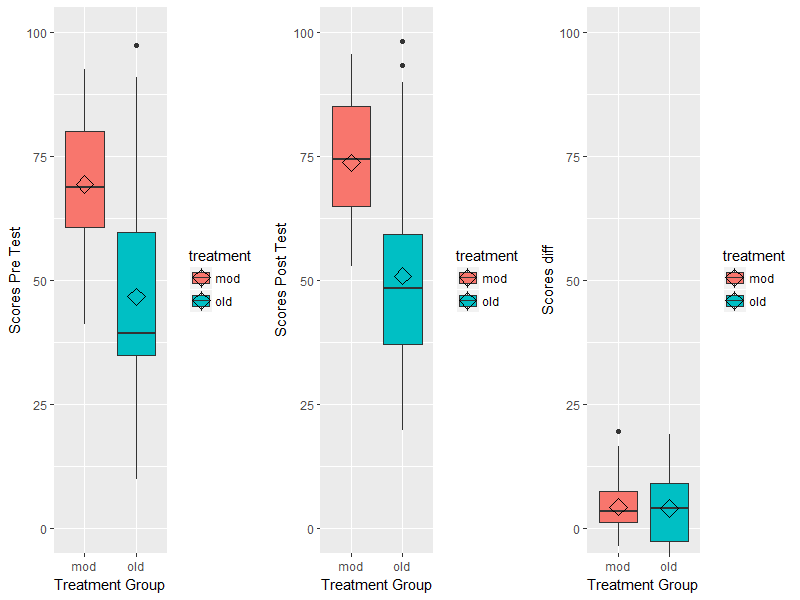 Scores Pre Test
100
75
50
25
0
mod old
Treatment Group
treatment
mod
old
Scores Post Test
100
75
50
25
0
mod old
Treatment Group
treatment
mod
old
Scores diff
100
75
50
25
0
mod old
Treatment Group
treatment
mod
old